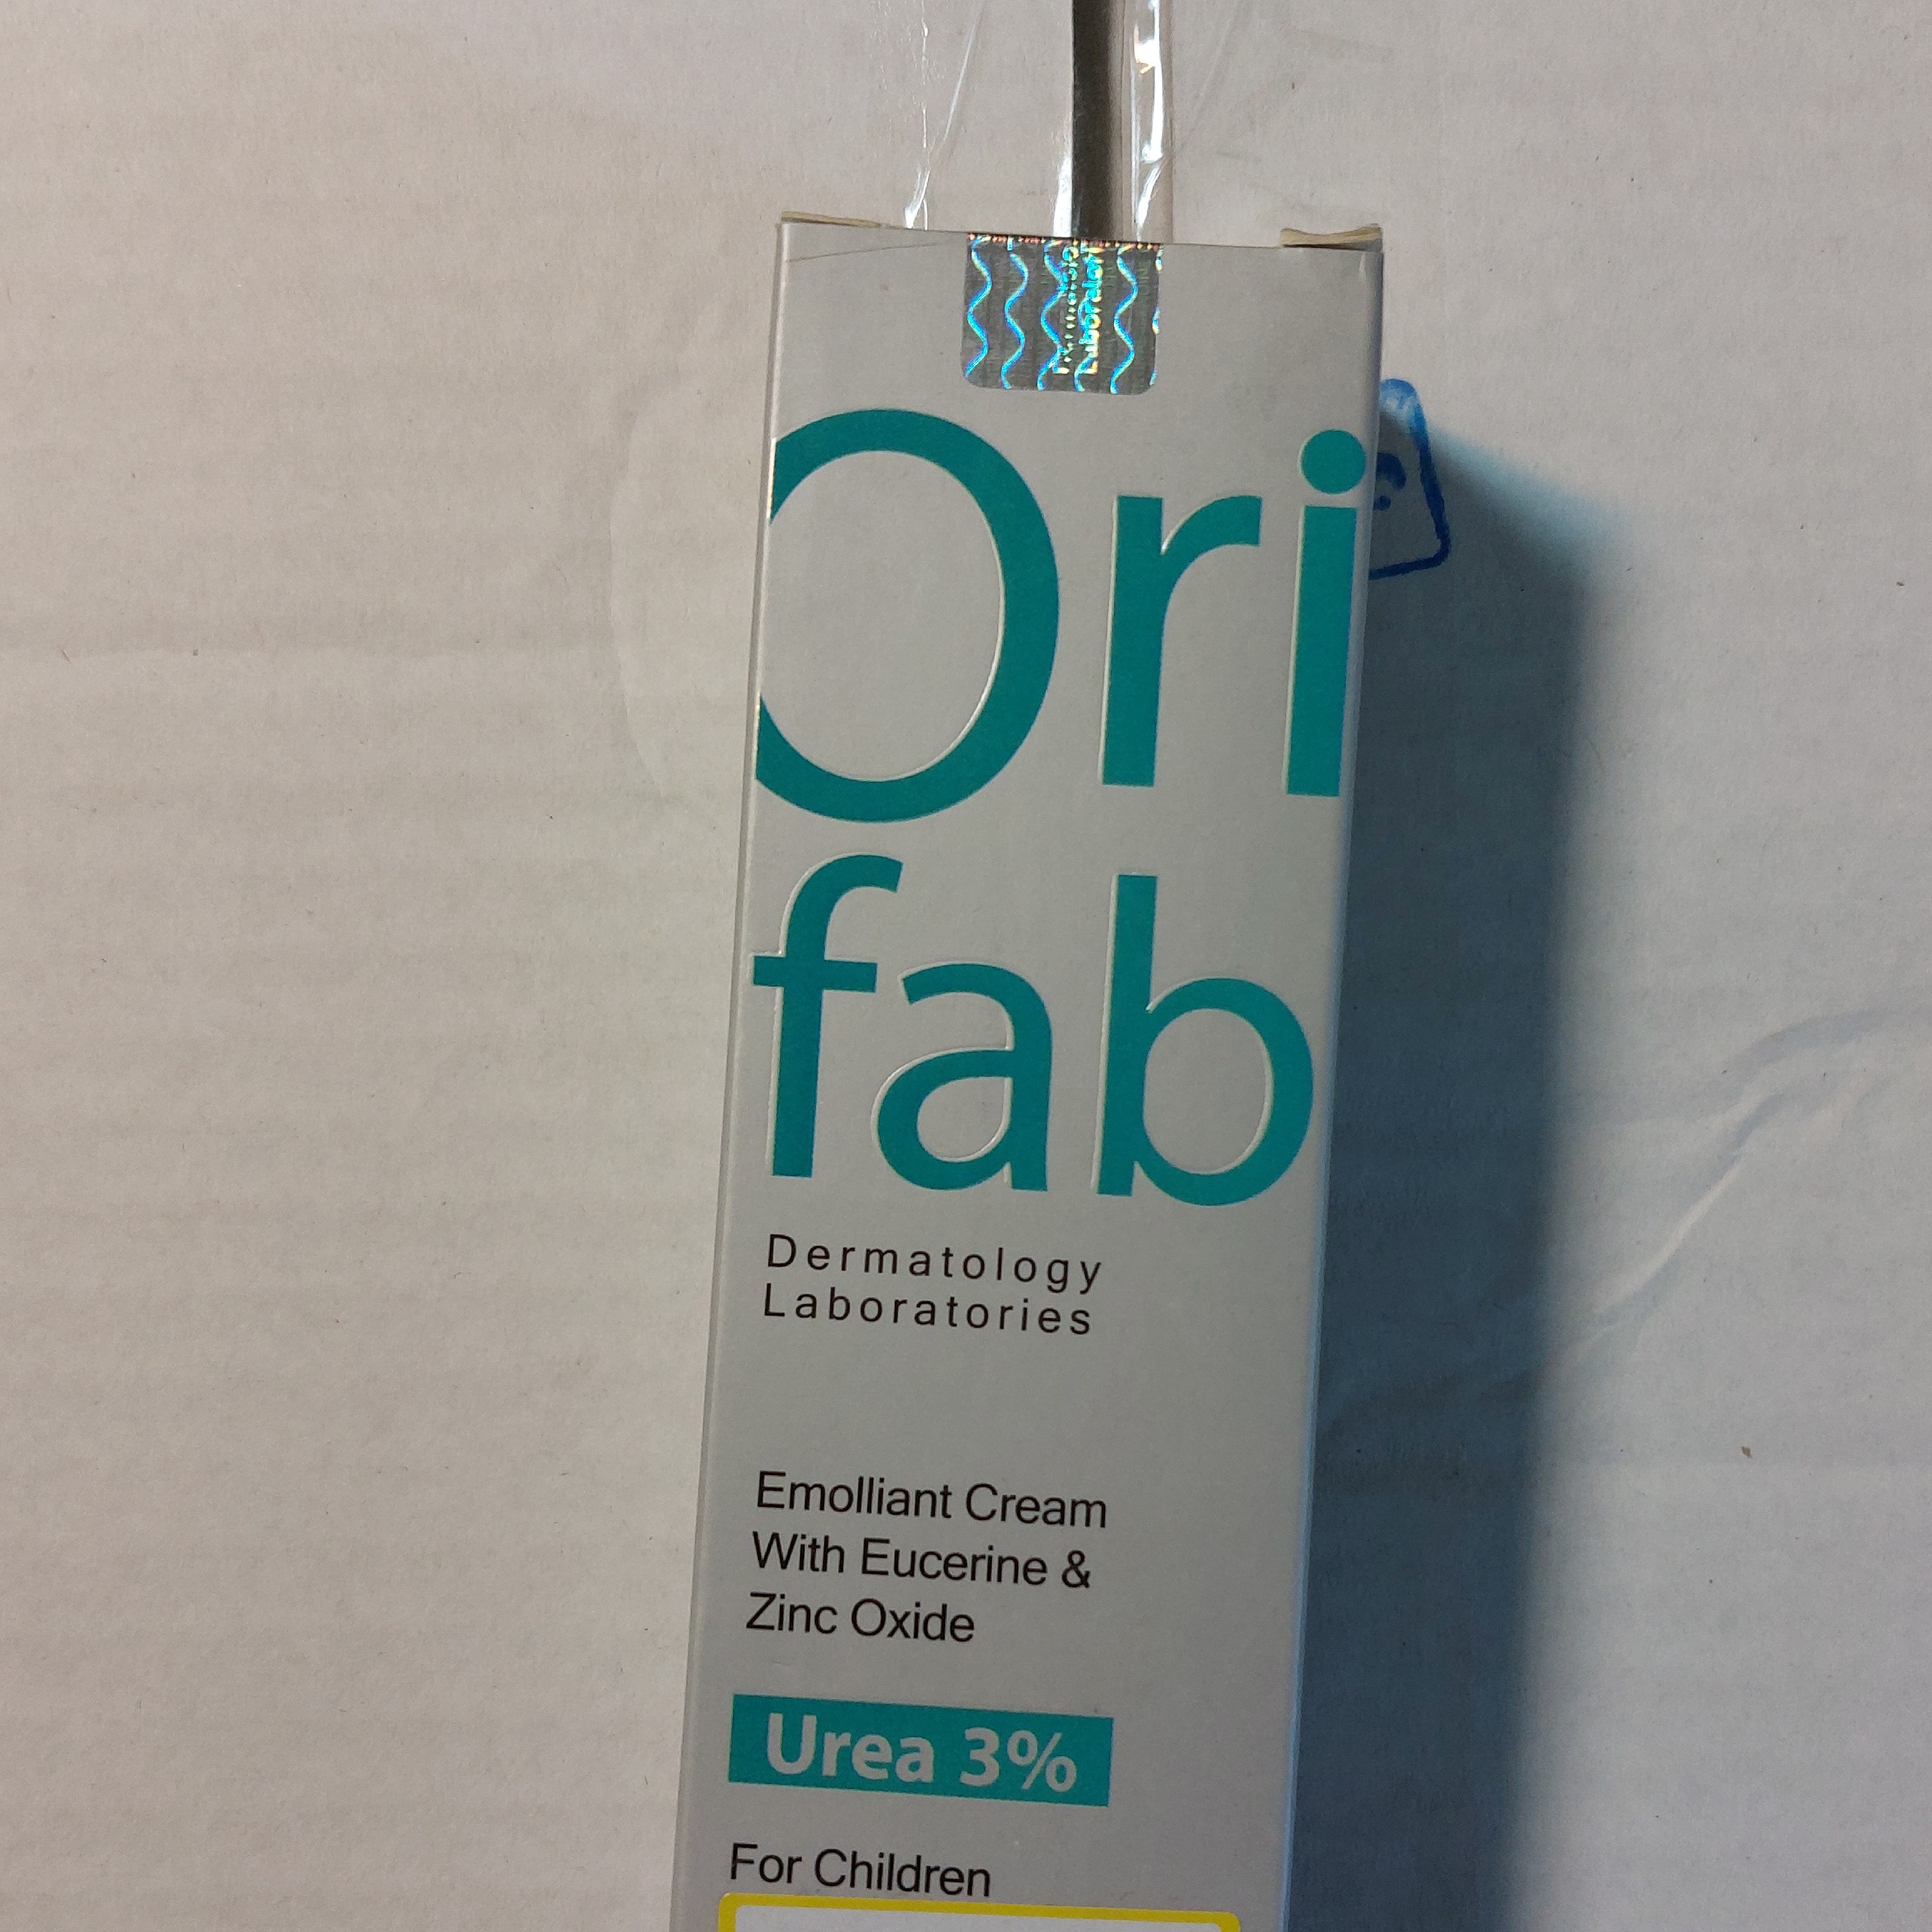 Ori
fab
Dermatology
Laboratories
Emolliant Cream
With Eucerine &
Zinc Oxide
Urea 3%
For Children